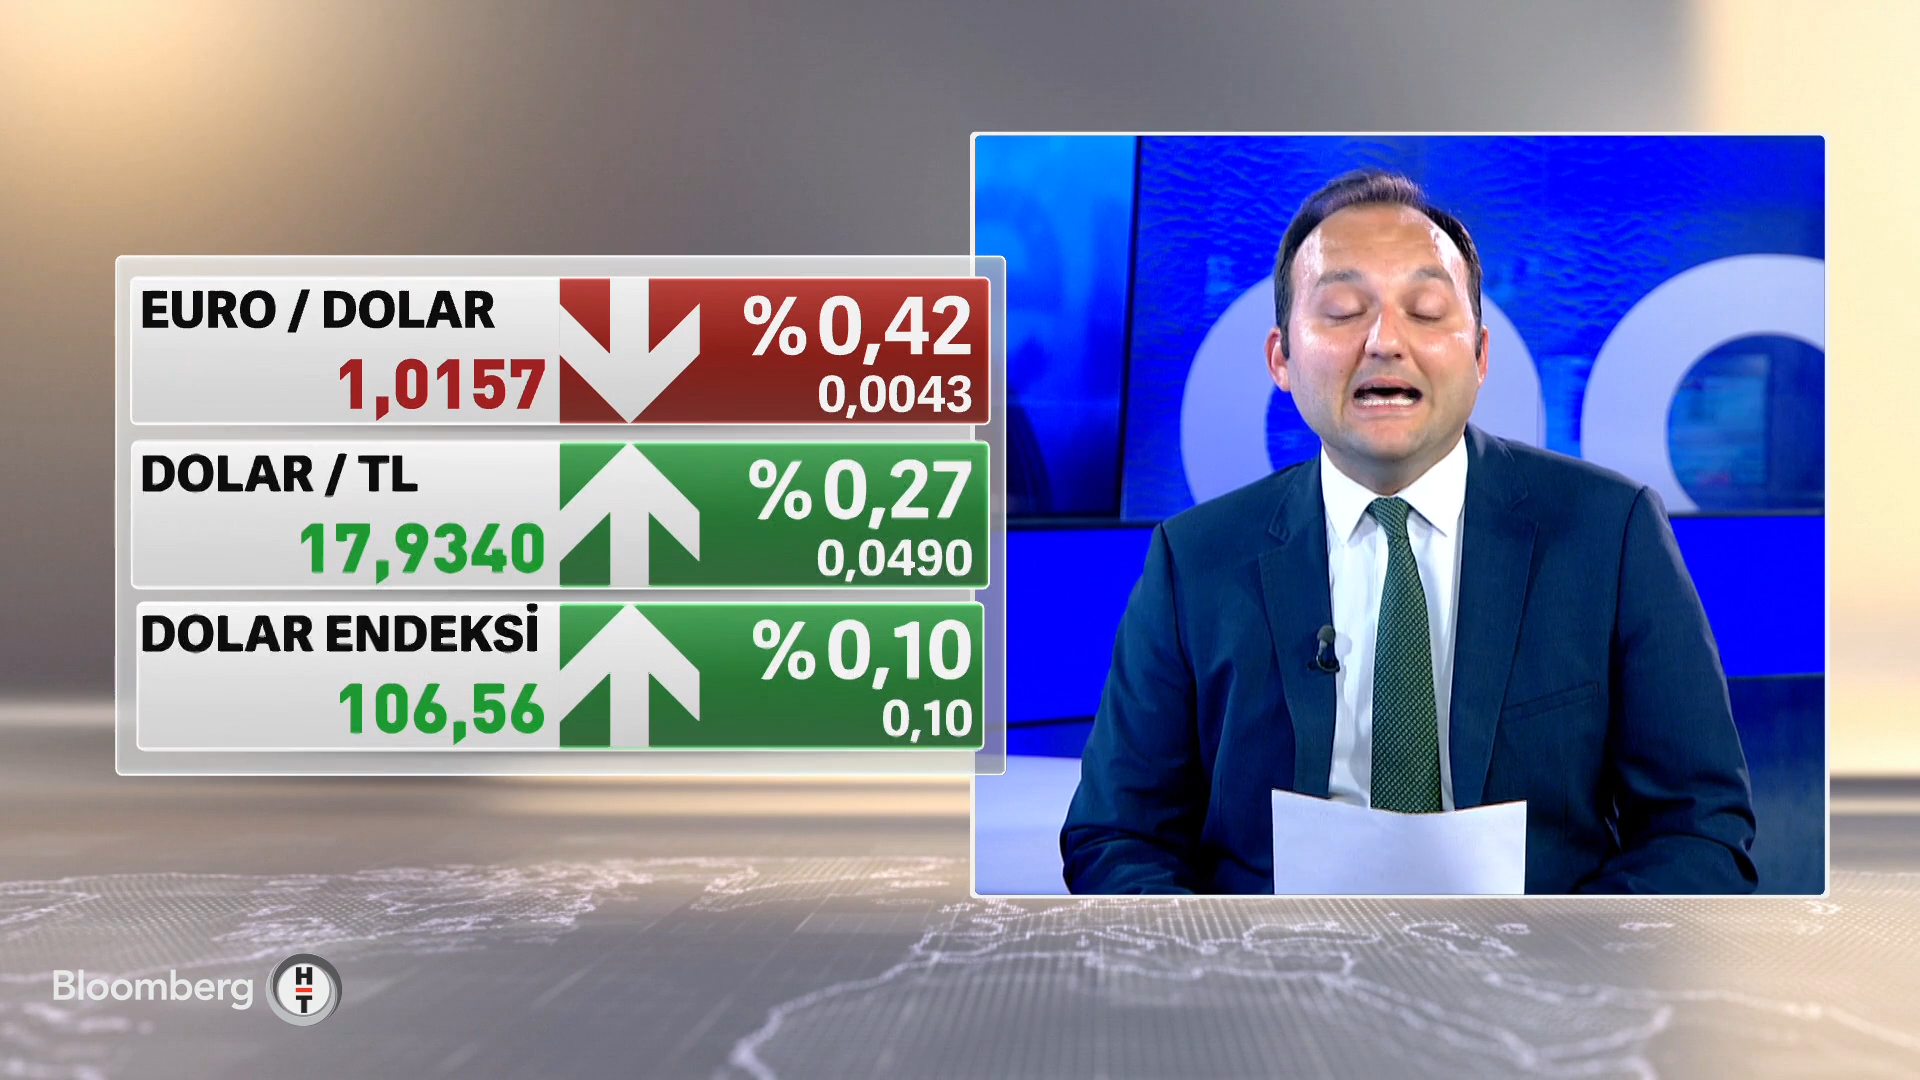 EURO / DOLAR
1,0157
%0,42
0,0043
DOLAR / TL
17,9340
%0,27
0,0490
DOLAR ENDEKSİ
106,56
%0,10
0,10
Bloomberg HT